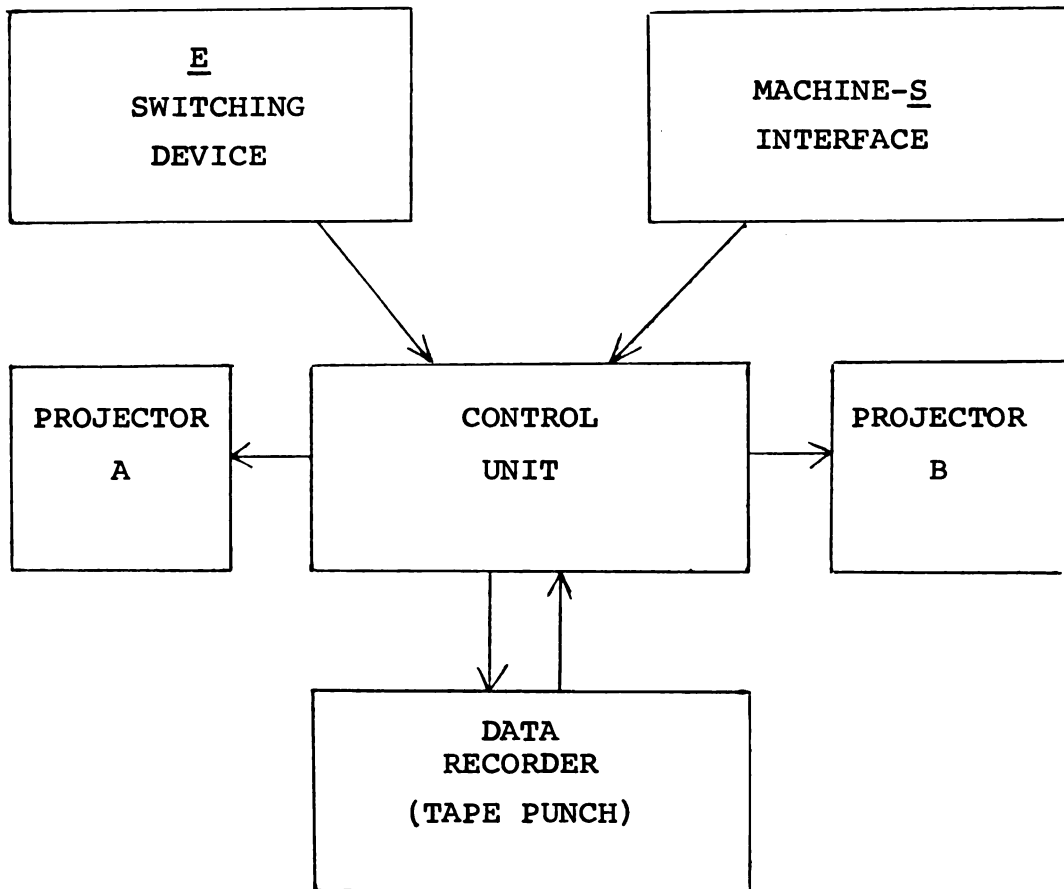 E
SWITCHING
DEVICE
MACHINE-S
INTERFACE
PROJECTOR
A
CONTROL
UNIT
PROJECTOR
B
DATA
RECORDER
(TAPE PUNCH)